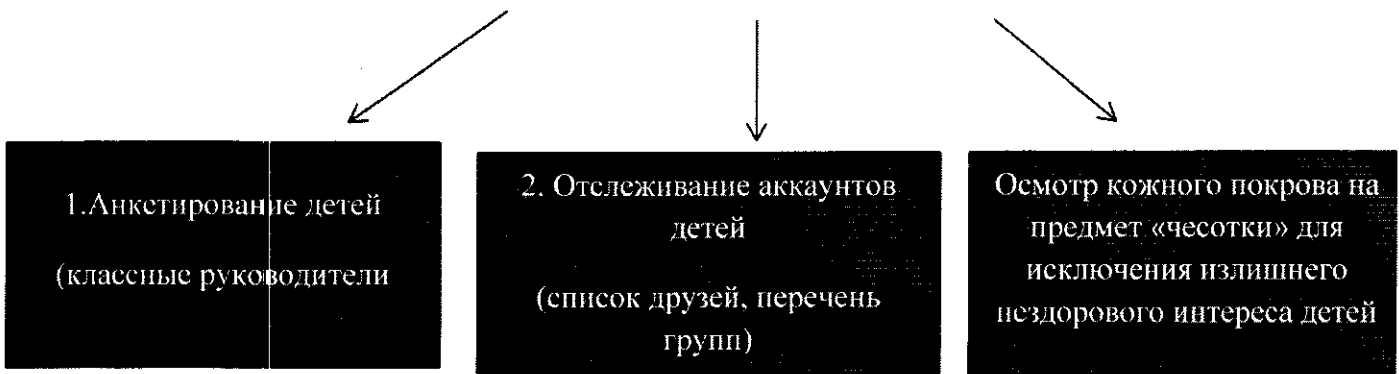 1.Анкетирование детей
(классные руководители
2. Отслеживание аккаунтов
детей
(список друзей, перечень
групп)
Осмотр кожного покрова на
предмет «чесотки» для
исключения излишнего
нездорового интереса детей